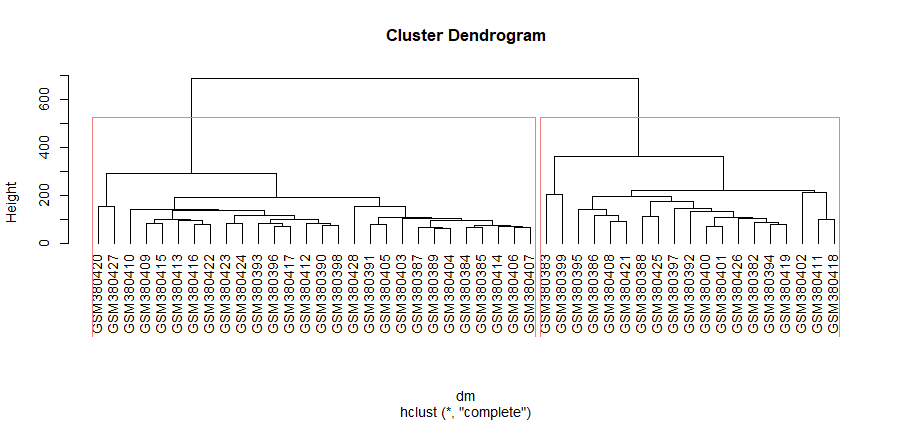 Cluster Dendrogram
Height
0
200
400
600
GSM380420
GSM380427
GSM380410
GSM380409
GSM380415
GSM380413
GSM380416
GSM380422
GSM380423
GSM380424
GSM380393
GSM380396
GSM380417
GSM380412
GSM380390
GSM380398
GSM380428
GSM380391
GSM380405
GSM380403
GSM380387
GSM380389
GSM380404
GSM380384
GSM380385
GSM380414
GSM380406
GSM380407
GSM380383
GSM380399
GSM380395
GSM380386
GSM380408
GSM380421
GSM380388
GSM380425
GSM380397
GSM380392
GSM380400
GSM380401
GSM380426
GSM380382
GSM380394
GSM380419
GSM380402
GSM380411
GSM380418
dm
hclust (*, "complete")